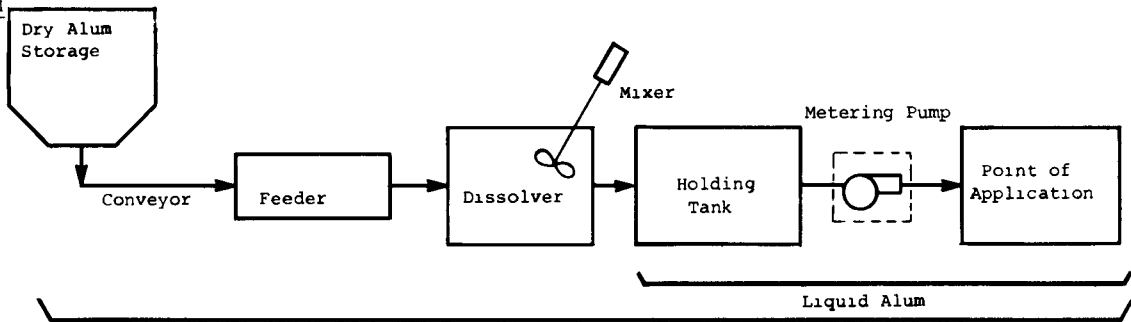 Dry Alum
Storage
Mixer
Metering Pump
Conveyor
Feeder
Dissolver
Holding
Tank
Point of
Application
Liquid Alum